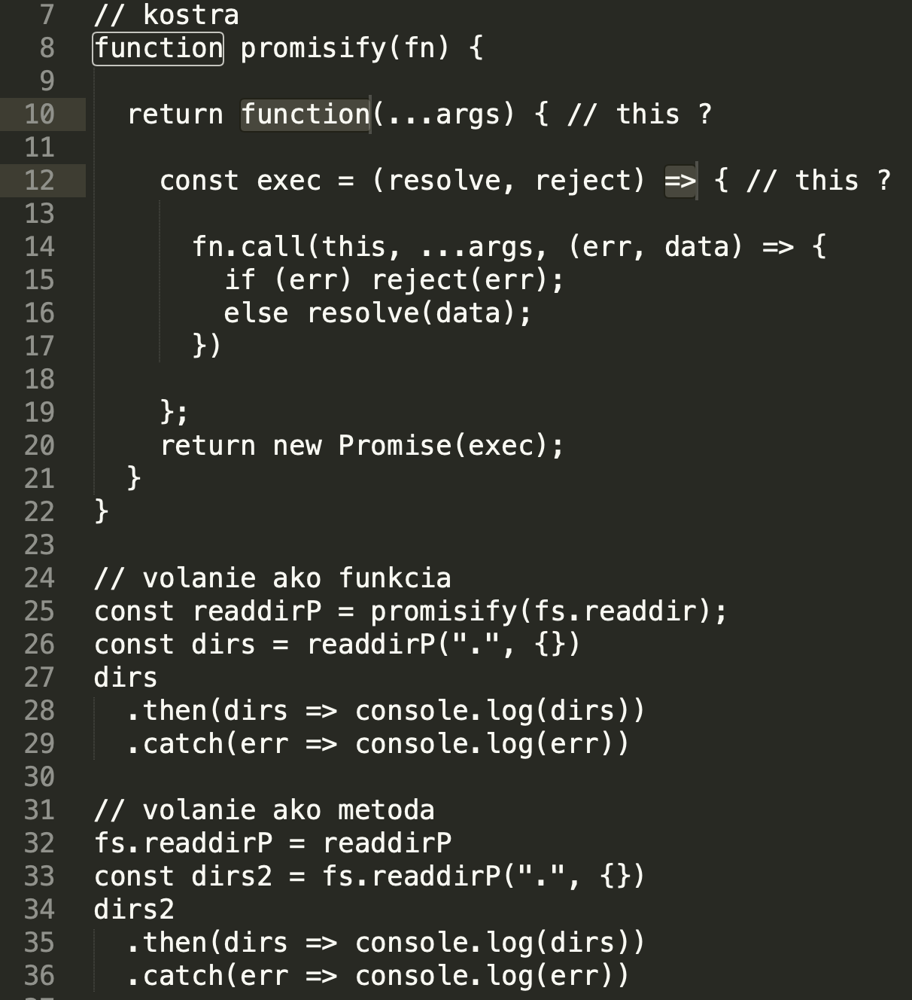 7 // kostra
8 function promisify(fn) {
9
10 return function(...args) { // this ?
11
12 const exec = (resolve, reject) => { // this ?
13
14 fn.call(this, ...args, (err, data) => {
15 if (err) reject(err);
16 else resolve(data);
17 })
18
19 };
20 return new Promise(exec);
21 }
22 }
23
24 // volanie ako funkcia
25 const readdirP = promisify(fs.readdir);
26 const dirs = readdirP(".", {})
27 dirs
28 .then(dirs => console.log(dirs))
29 .catch(err => console.log(err))
30
31 // volanie ako metoda
32 fs.readdirP = readdirP
33 const dirs2 = fs.readdirP(".", {})
34 dirs2
35 .then(dirs => console.log(dirs))
36 .catch(err => console.log(err))